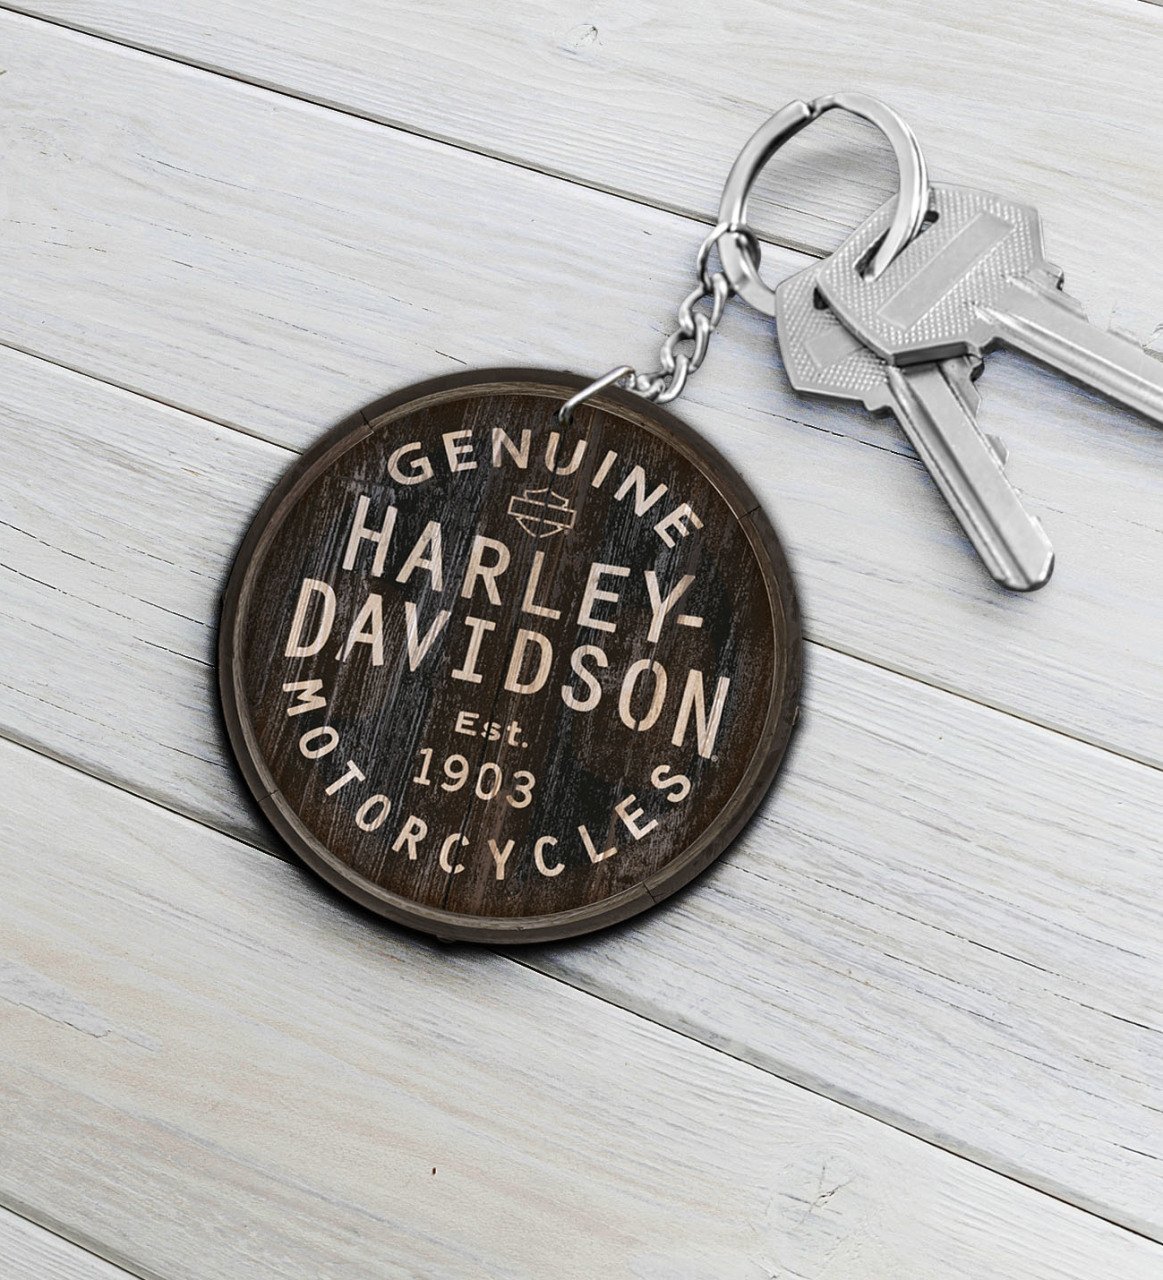 GENUINE
HARLEY-
DAVIDSON
Est.
1903
MOTORCYCLES